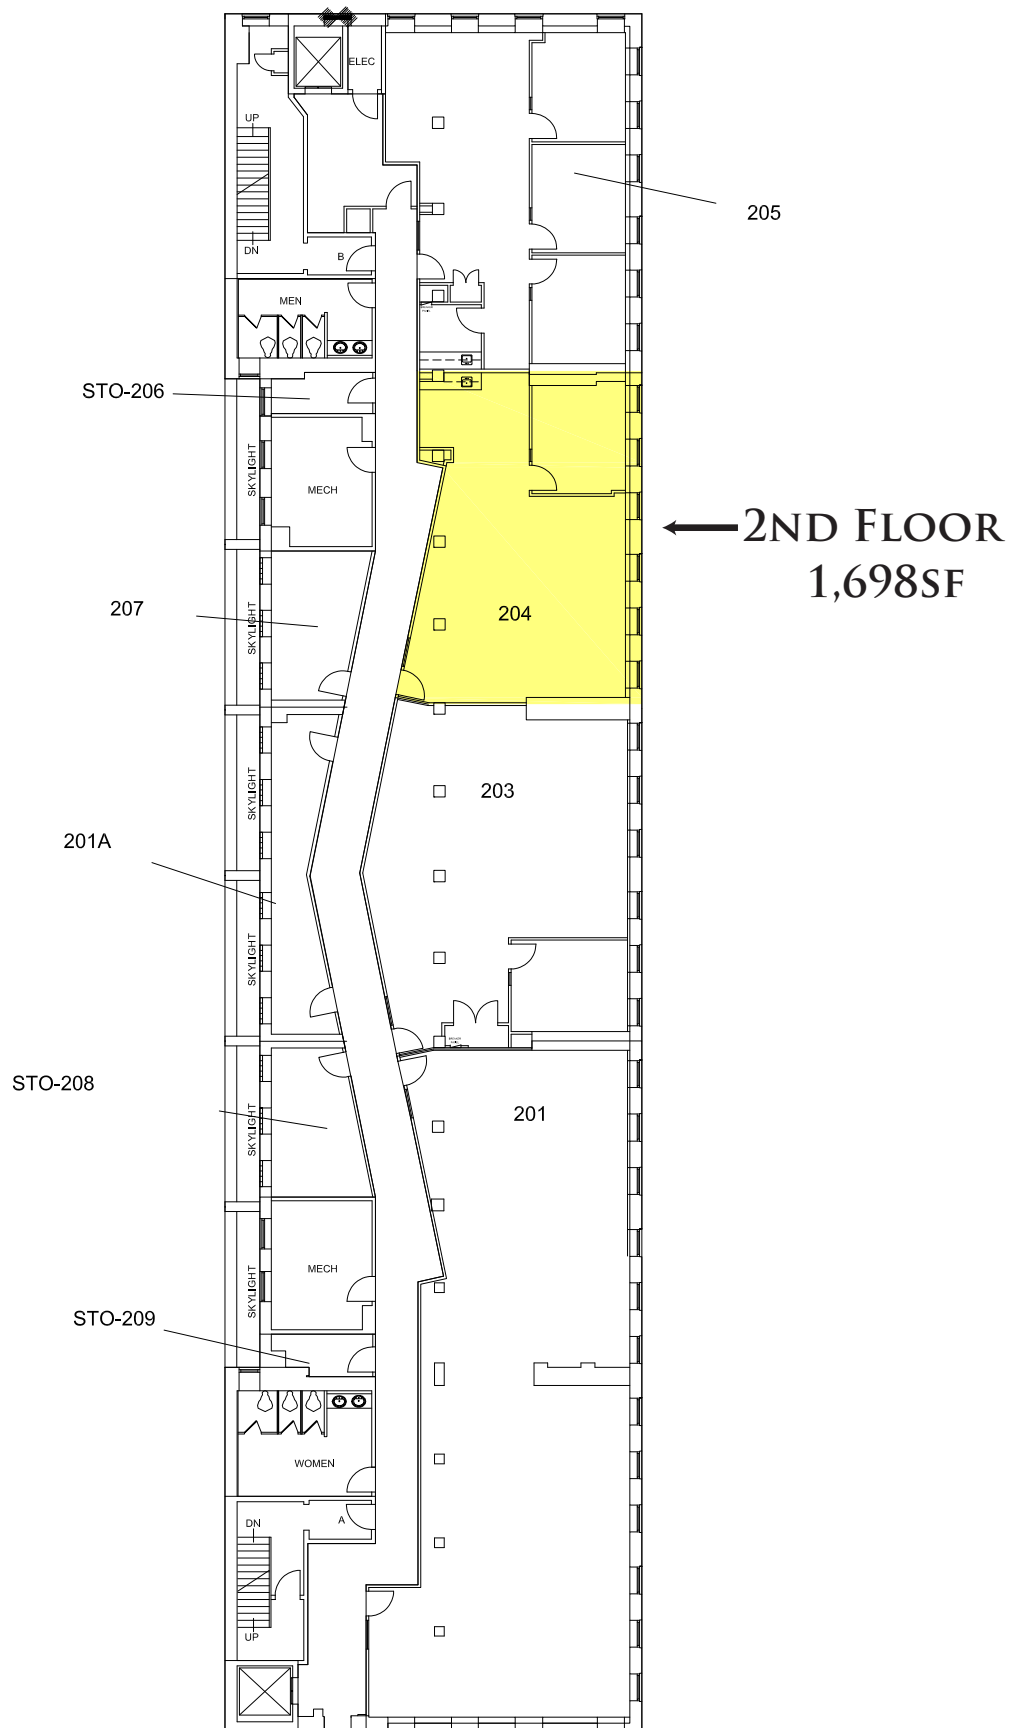 ELEC
UP
205
DN
B
MEN
STO-206
SKYLIGHT
MECH
2ND FLOOR
1,698SF
207
SKYLIGHT
204
SKYLIGHT
203
201A
SKYLIGHT
STO-208
SKYLIGHT
201
MECH
SKYLIGHT
STO-209
WOMEN
DN
A
UP